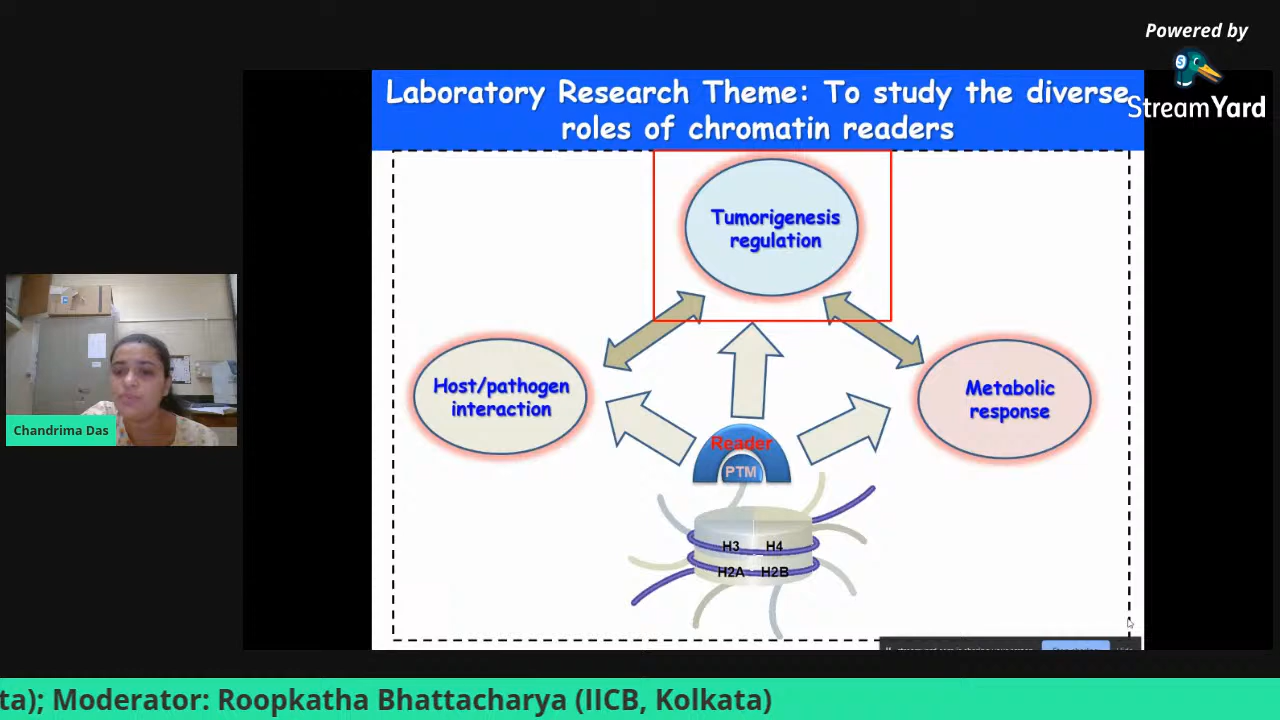 Powered by
StreamYard
Laboratory Research Theme: To study the diverse
roles of chromatin readers
Tumorigenesis
regulation
Host/pathogen
interaction
Metabolic
response
Reader
PTM
H3 H4
H2A H2B
Chandrima Das
ta); Moderator: Roopkatha Bhattacharya (IICB, Kolkata)